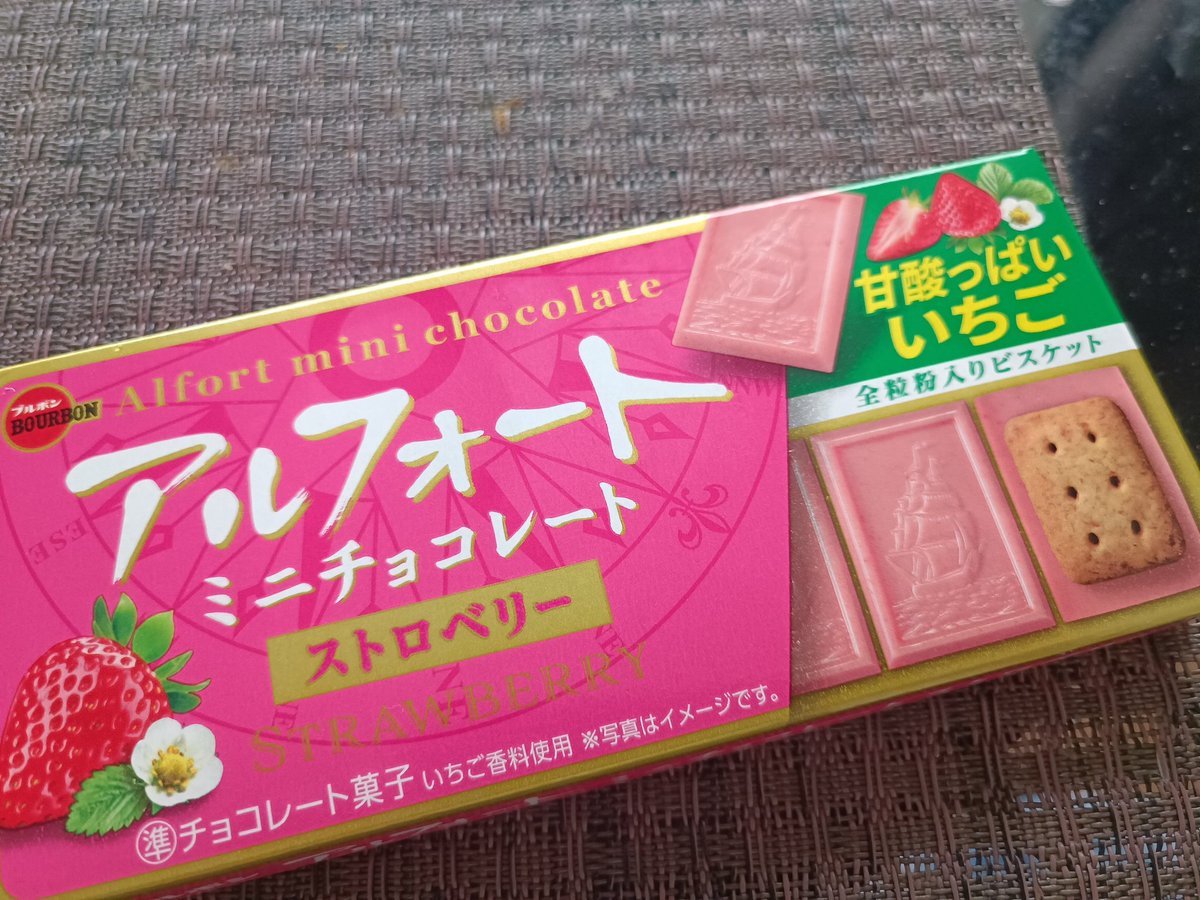 ブルボン
BOURBON
Alfort mini chocolate
アルフォート
ミニチョコレート
ストロベリー
STRAWBERRY
㊜チョコレート菓子 いちご香料使用 ※写真はイメージです。
甘酸っぱい
いちご
全粒粉入りビスケット